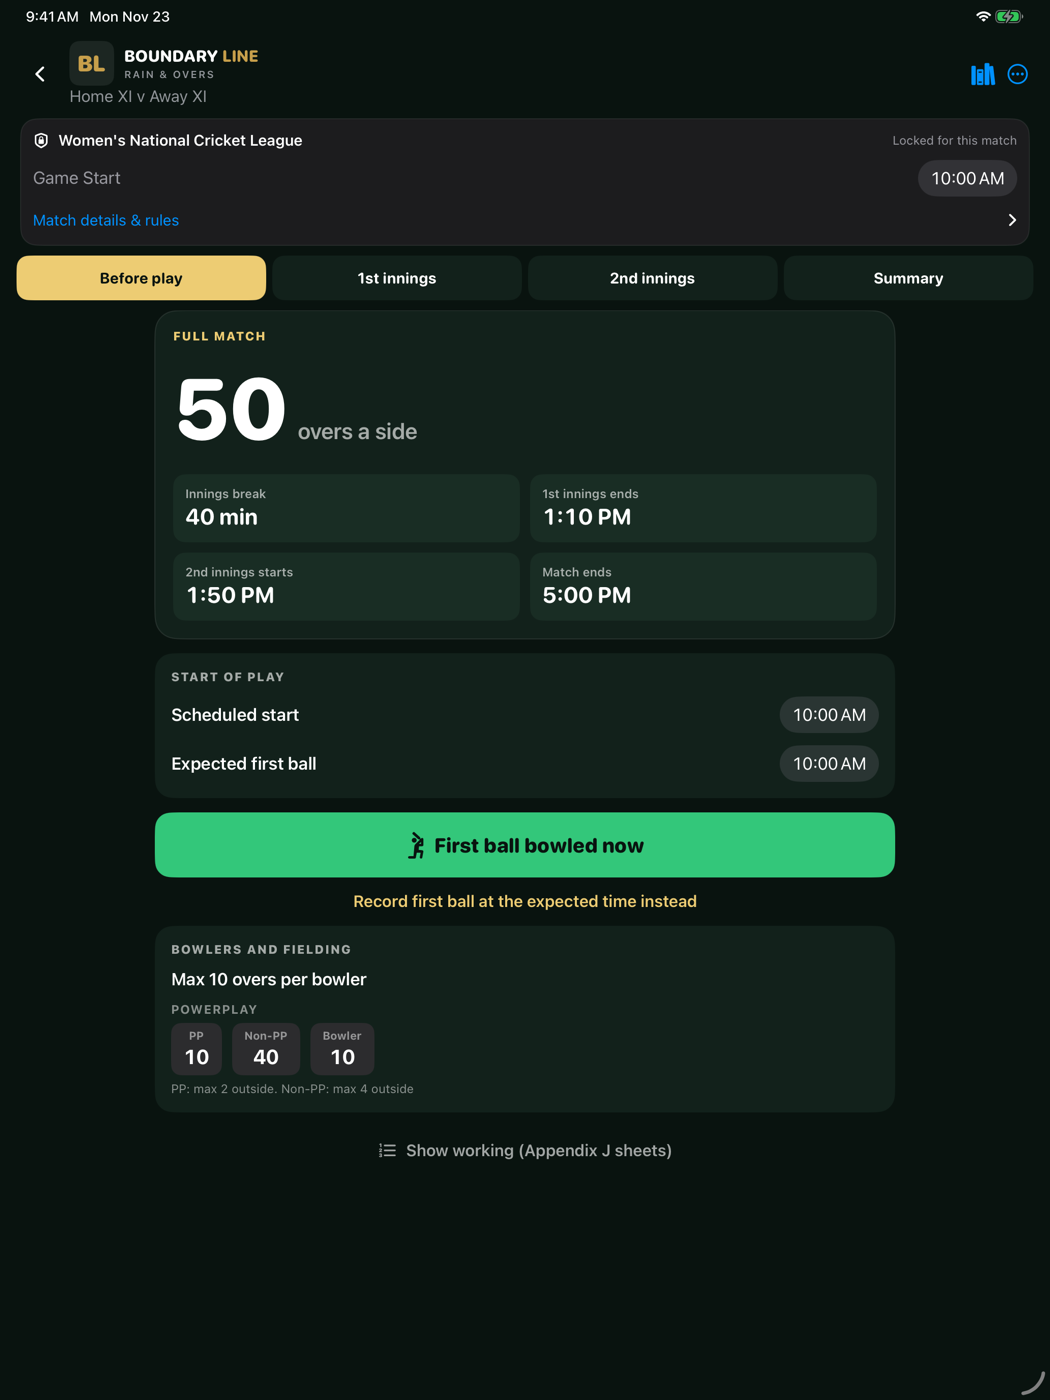 9:41 AM Mon Nov 23
BL
BOUNDARY LINE
RAIN & OVERS
Home XI v Away XI
Women's National Cricket League
Locked for this match
Game Start
10:00 AM
Match details & rules
Before play
1st innings
2nd innings
Summary
FULL MATCH
50 overs a side
Innings break
40 min
1st innings ends
1:10 PM
2nd innings starts
1:50 PM
Match ends
5:00 PM
START OF PLAY
Scheduled start
10:00 AM
Expected first ball
10:00 AM
First ball bowled now
Record first ball at the expected time instead
BOWLERS AND FIELDING
Max 10 overs per bowler
POWERPLAY
PP
10
Non-PP
40
Bowler
10
PP: max 2 outside. Non-PP: max 4 outside
Show working (Appendix J sheets)